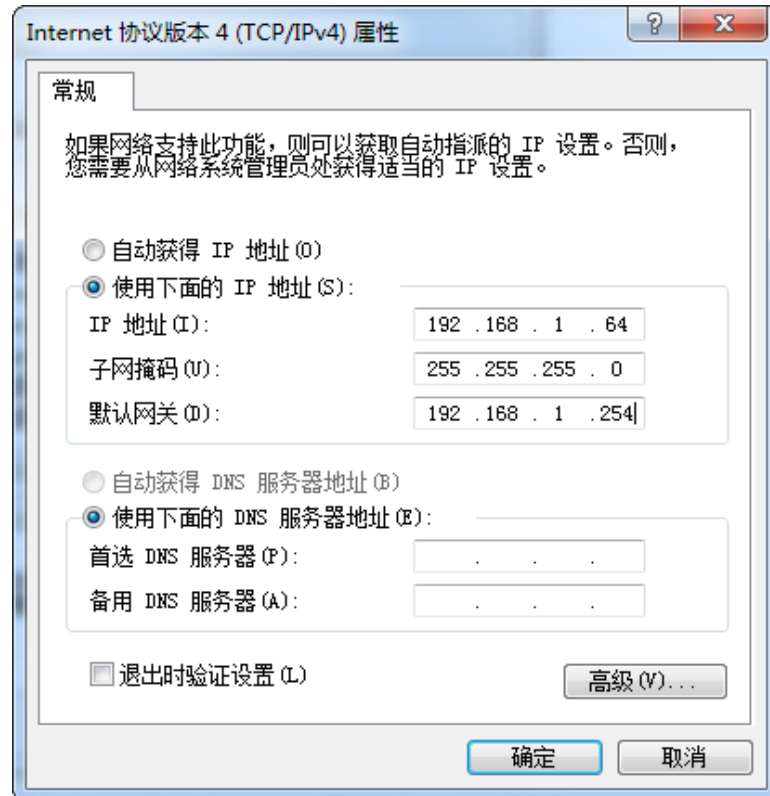 Internet 协议版本 4 (TCP/IPv4) 属性
常规
如果网络支持此功能，则可以获取自动指派的 IP 设置。否则，
您需要从网络系统管理员处获得适当的 IP 设置。
自动获得 IP 地址(O)
使用下面的 IP 地址(S):
IP 地址(I): 192 . 168 . 1 . 64
子网掩码(U): 255 . 255 . 255 . 0
默认网关(D): 192 . 168 . 1 . 254
自动获得 DNS 服务器地址(B)
使用下面的 DNS 服务器地址(E):
首选 DNS 服务器(P): . . .
备用 DNS 服务器(A): . . .
退出时验证设置(L)
高级(V)...
确定 取消